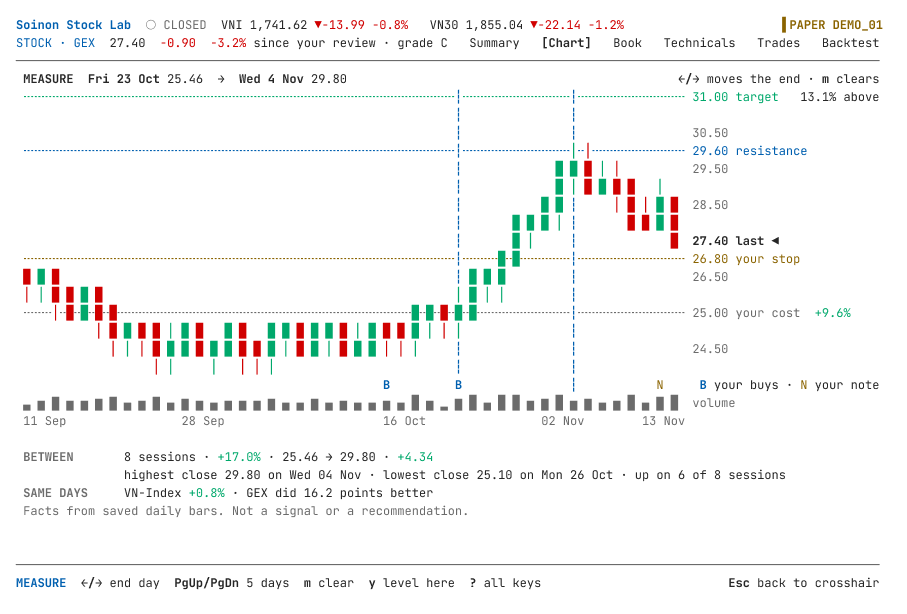 Soinon Stock Lab ○ CLOSED VNI 1,741.62 ▼-13.99 -0.8% VN30 1,855.04 ▼-22.14 -1.2% PAPER DEMO_01
STOCK · GEX 27.40 -0.90 -3.2% since your review · grade C Summary [Chart] Book Technicals Trades Backtest
MEASURE Fri 23 Oct 25.46 → Wed 4 Nov 29.80 ←/→ moves the end · m clears
31.00 target 13.1% above
30.50
29.60 resistance
29.50
28.50
27.40 last ◄
26.80 your stop
26.50
25.00 your cost +9.6%
24.50
B B N B your buys · N your note
volume
11 Sep 28 Sep 16 Oct 02 Nov 13 Nov
BETWEEN 8 sessions · +17.0% · 25.46 → 29.80 · +4.34
highest close 29.80 on Wed 04 Nov · lowest close 25.10 on Mon 26 Oct · up on 6 of 8 sessions
SAME DAYS VN-Index +0.8% · GEX did 16.2 points better
Facts from saved daily bars. Not a signal or a recommendation.
MEASURE ←/→ end day PgUp/PgDn 5 days m clear y level here ? all keys Esc back to crosshair